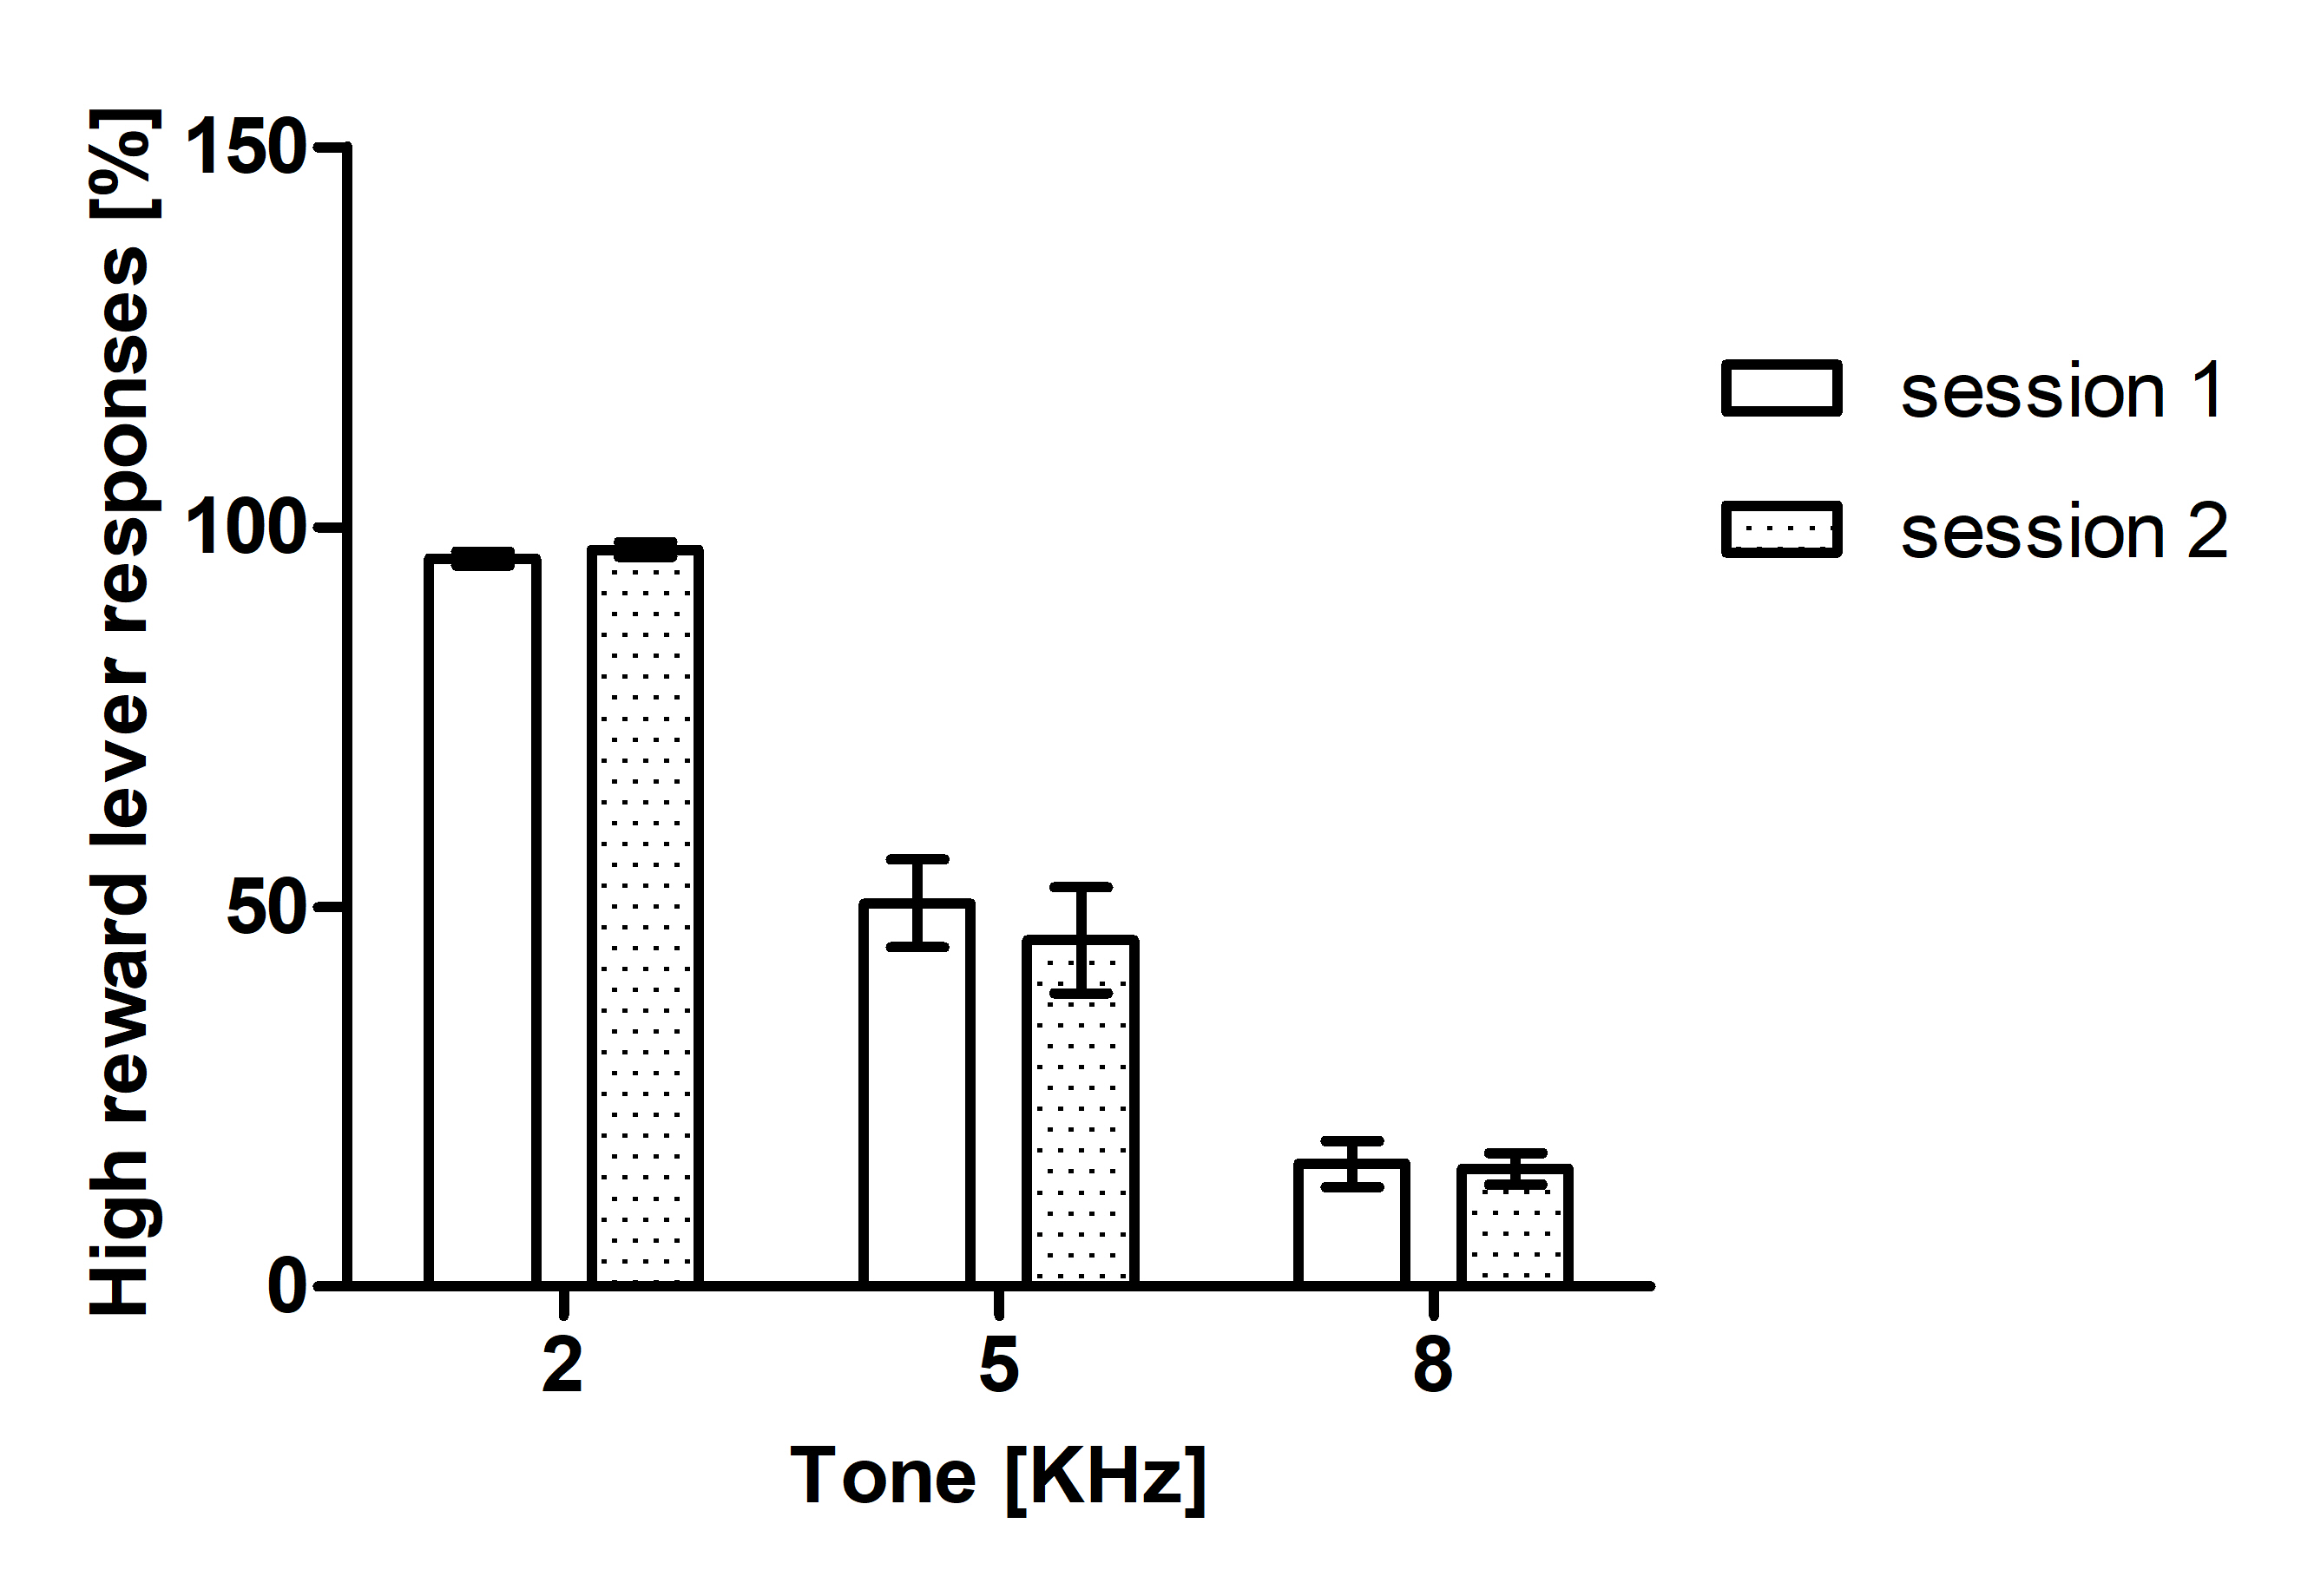 High reward lever responses [%]
150
100
50
0
2 5 8
Tone [KHz]
session 1
session 2